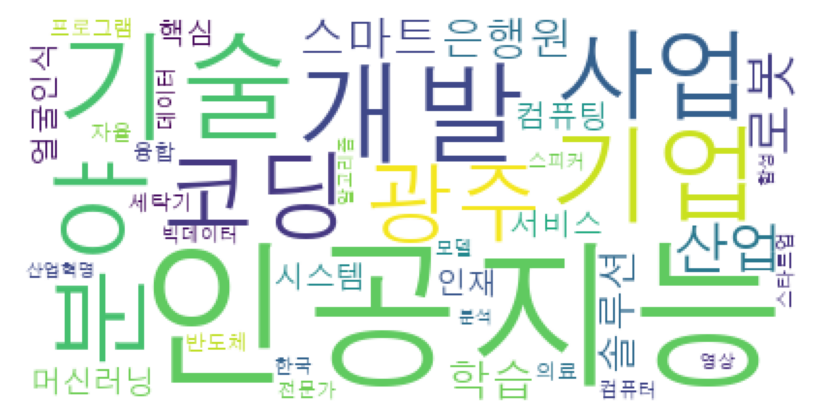 프로그램
핵심
스마트
은행원
사업
기술
개발
얼굴인식
데이터
컴퓨팅
로봇
자율
융합
알고리즘
스피커
기업
합성
분야
세탁기
코딩
광주
빅데이터
서비스
산업
산업혁명
인공지능
시스템
모델
인재
솔루션
스타트업
분석
반도체
한국
영상
머신러닝
전문가
학습
의료
컴퓨터